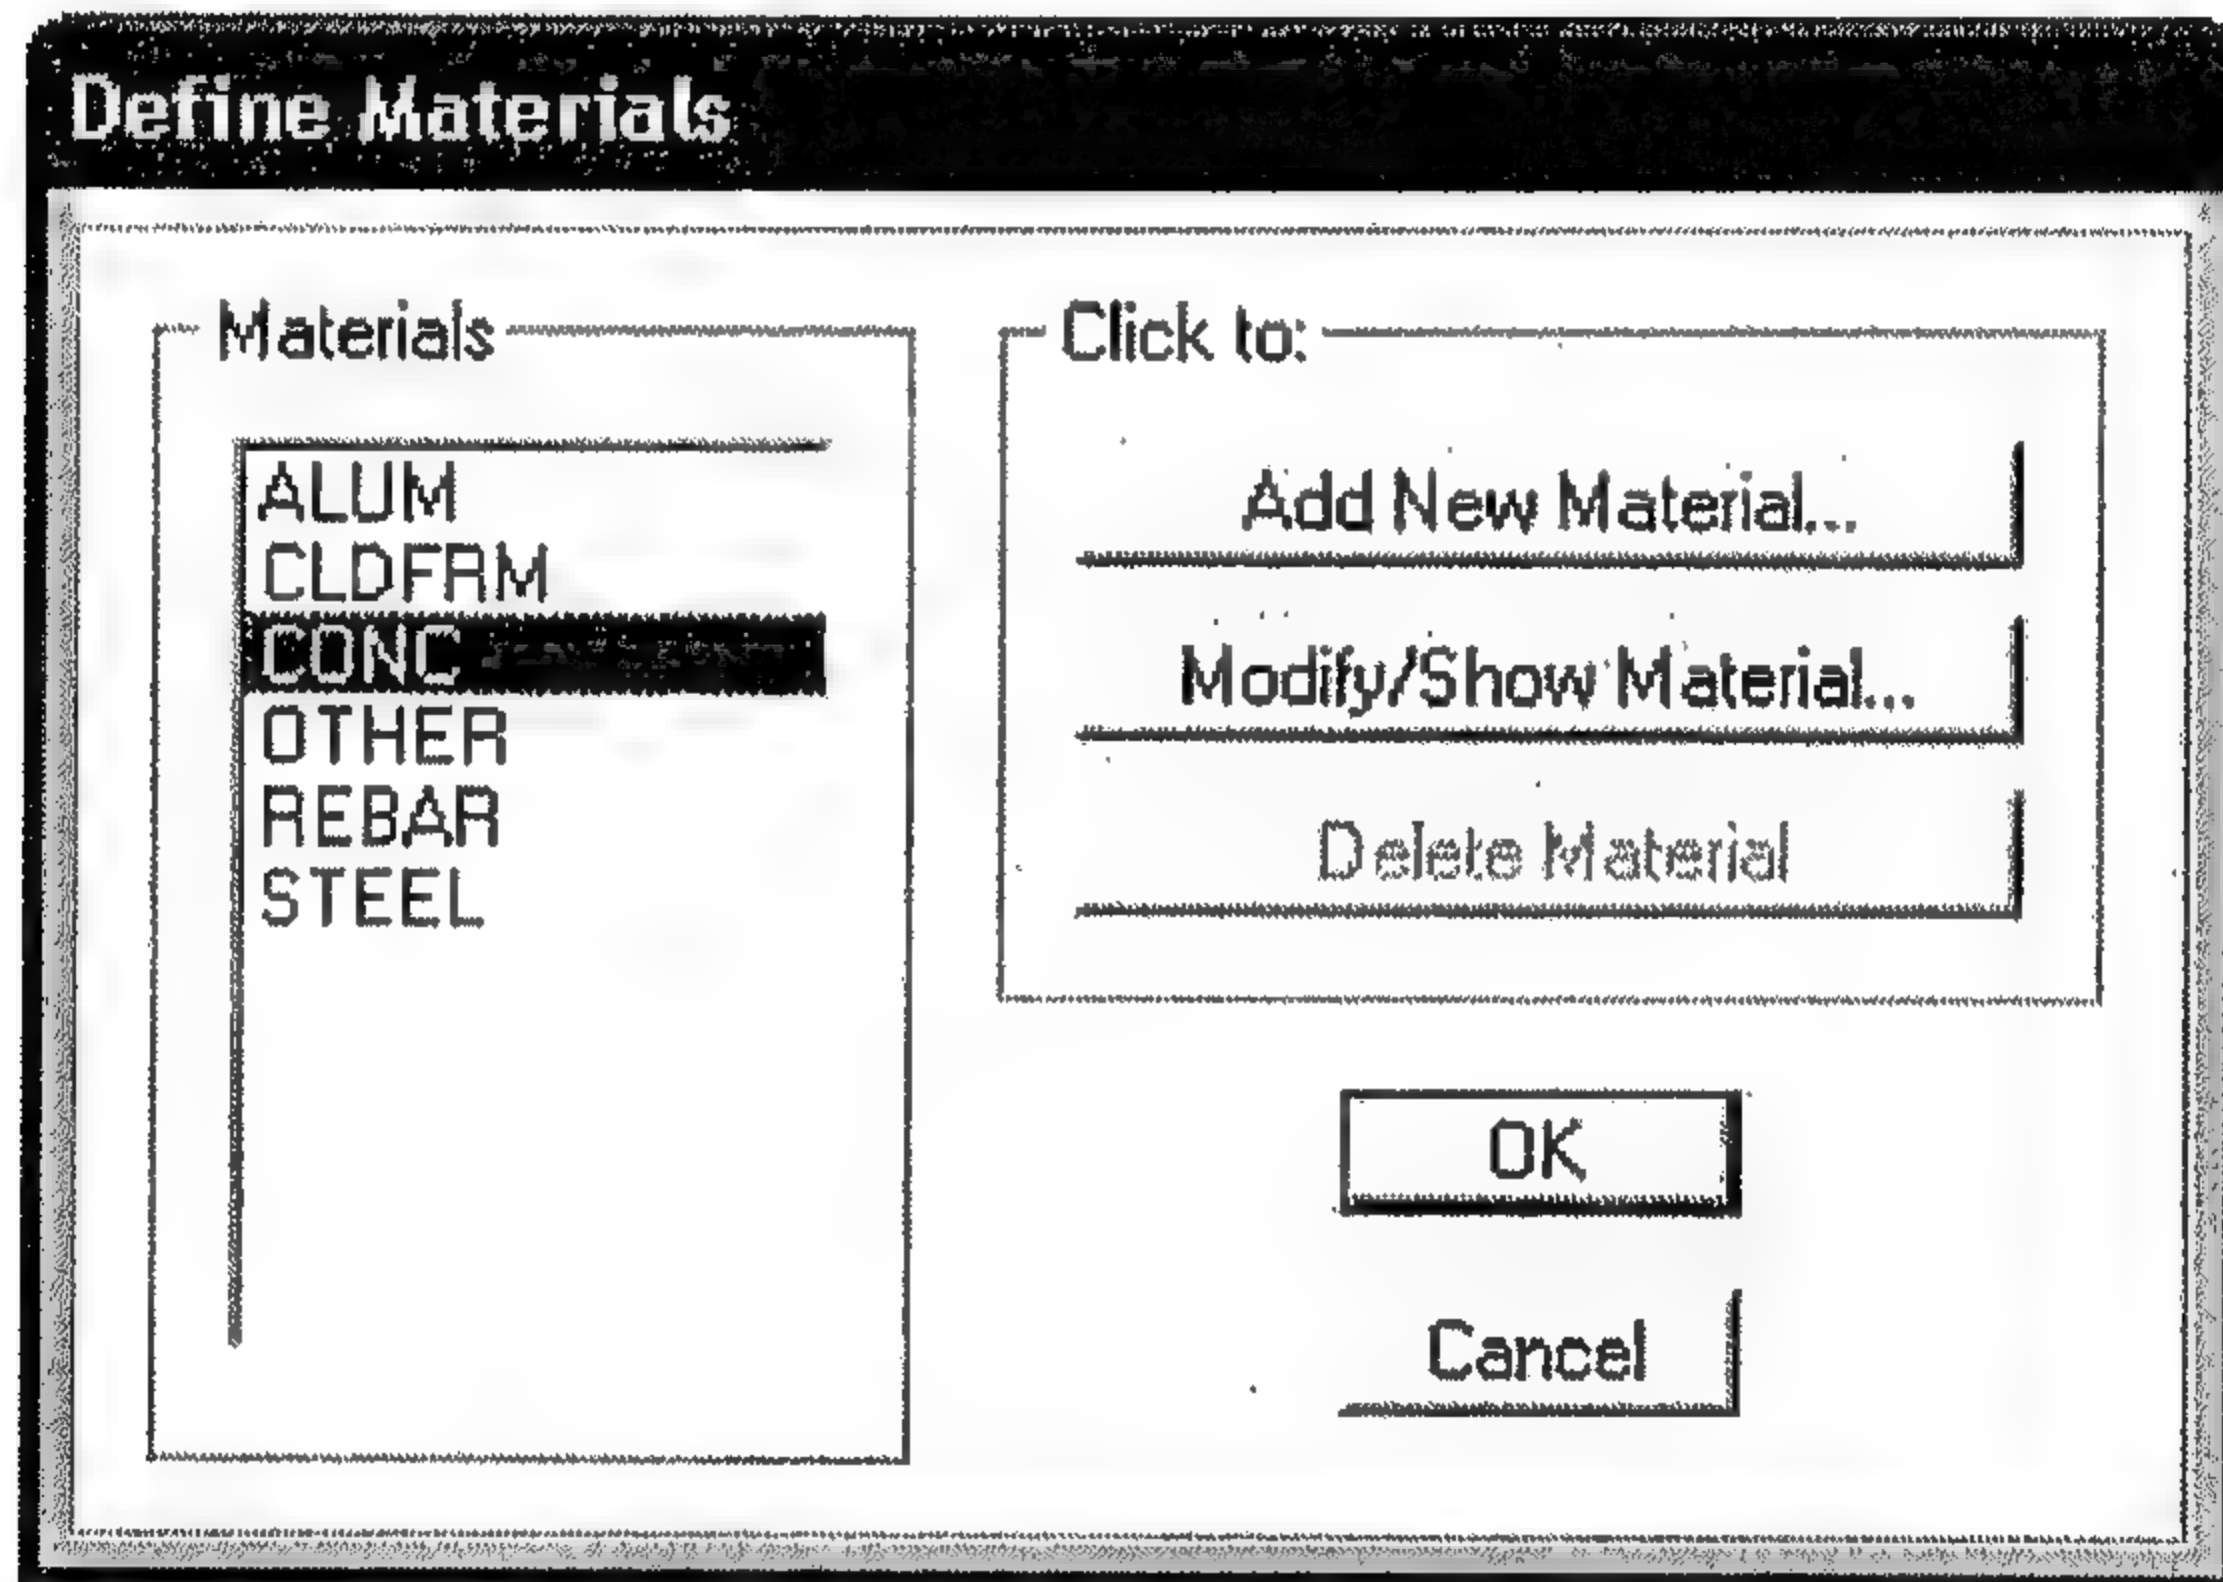 Define Materials
Materials
ALUM
CLDFRM
CONC
OTHER
REBAR
STEEL
Click to:
Add New Material...
Modify/Show Material...
Delete Material
OK
Cancel